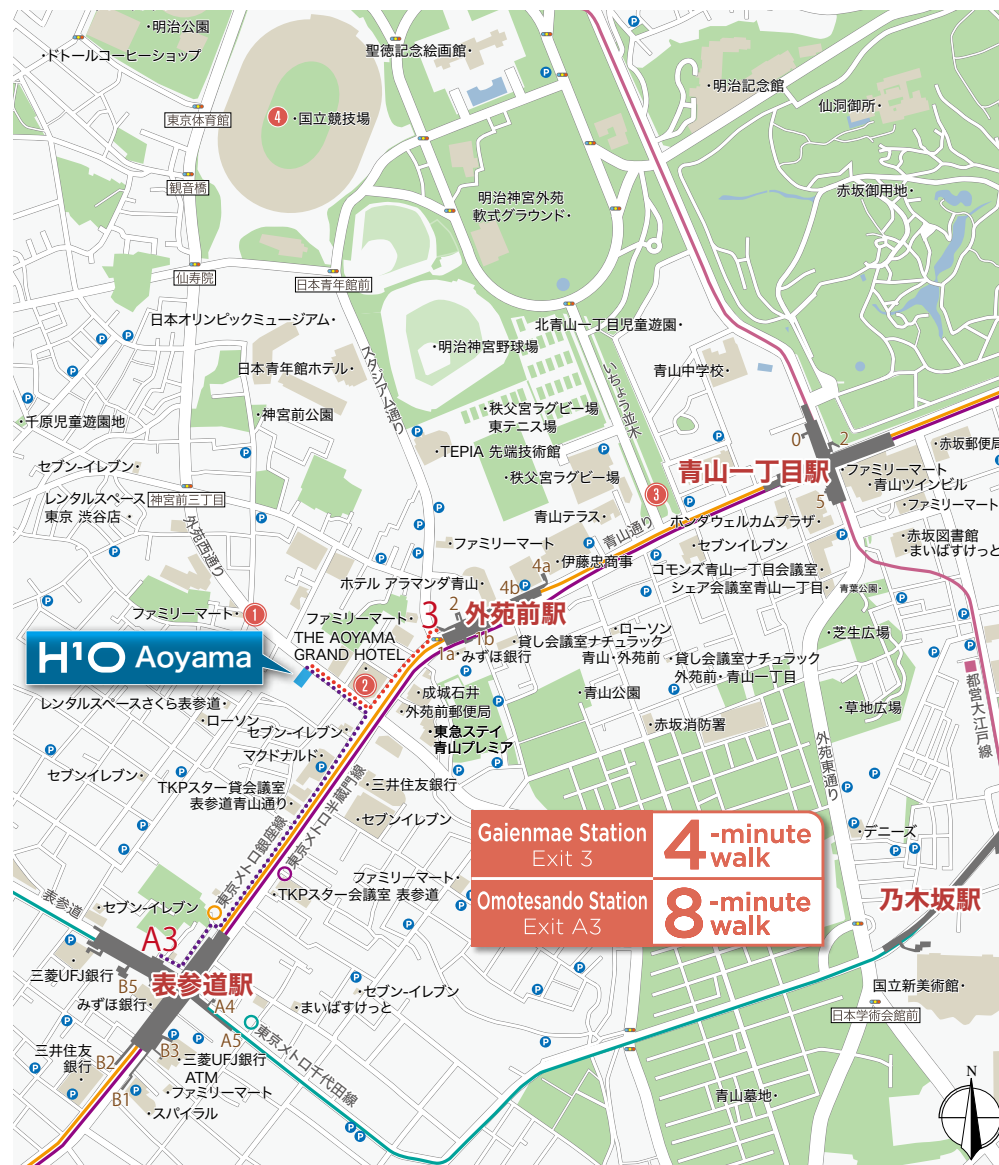 ・明治公園
・ドトールコーヒーショップ
聖徳記念絵画館・
P
・明治記念館
仙洞御所・
東京体育館
4
・国立競技場
観音橋
明治神宮外苑
軟式グラウンド・
赤坂御用地・
仙寿院
日本青年館前
日本オリンピックミュージアム・
北青山一丁目児童遊園・
・明治神宮野球場
スタジアム通り
いちょう並木
日本青年館ホテル・
青山中学校・
・千原児童遊園地
・神宮前公園
・秩父宮ラグビー場
東テニス場
・TEPIA 先端技術館
0
2
・赤坂郵便局
セブン-イレブン・
・秩父宮ラグビー場
青山一丁目駅
・ファミリーマート
・青山ツインビル
レンタルスペース
東京 渋谷店・
神宮前三丁目
3
5
・ファミリーマート
外苑西通り
青山テラス・
青山通り
ホンダウェルカムプラザ・
・赤坂図書館
・まいばすけっと
・ファミリーマート
・セブンイレブン
4a
・伊藤忠商事
コモンズ青山一丁目会議室・
ホテル アラマンダ青山・
4b
シェア会議室青山一丁目・
青葉公園・
ファミリーマート・
1
ファミリーマート・
3
2
外苑前駅
THE AOYAMA
GRAND HOTEL・
1a
1b
・みずほ銀行
・ローソン
・貸し会議室ナチュラック
青山・外苑前
・貸し会議室ナチュラック
外苑前・青山一丁目
・芝生広場
H¹O Aoyama
2
・成城石井
・外苑前郵便局
・青山公園
・草地広場
都営大江戸線
レンタルスペースさくら表参道・
・ローソン
セブン-イレブン・
・東急ステイ
青山プレミア
・赤坂消防署
外苑東通り
マクドナルド・
セブンイレブン・
TKPスター貸会議室
表参道青山通り・
・三井住友銀行
・セブンイレブン
東京メトロ半蔵門線
東京メトロ銀座線
Gaienmae Station
Exit 3
4-minute
walk
Omotesando Station
Exit A3
8-minute
walk
・デニーズ
ファミリーマート・
・TKPスター会議室 表参道
表参道
・セブン-イレブン
乃木坂駅
A3
三菱UFJ銀行
B5
表参道駅
みずほ銀行・
A4
・セブン-イレブン
・まいばすけっと
国立新美術館・
日本学術会館前
A5
東京メトロ千代田線
三井住友
銀行
・
B2
B3
・三菱UFJ銀行
ATM
B1
・ファミリーマート
・スパイラル
青山墓地・
N